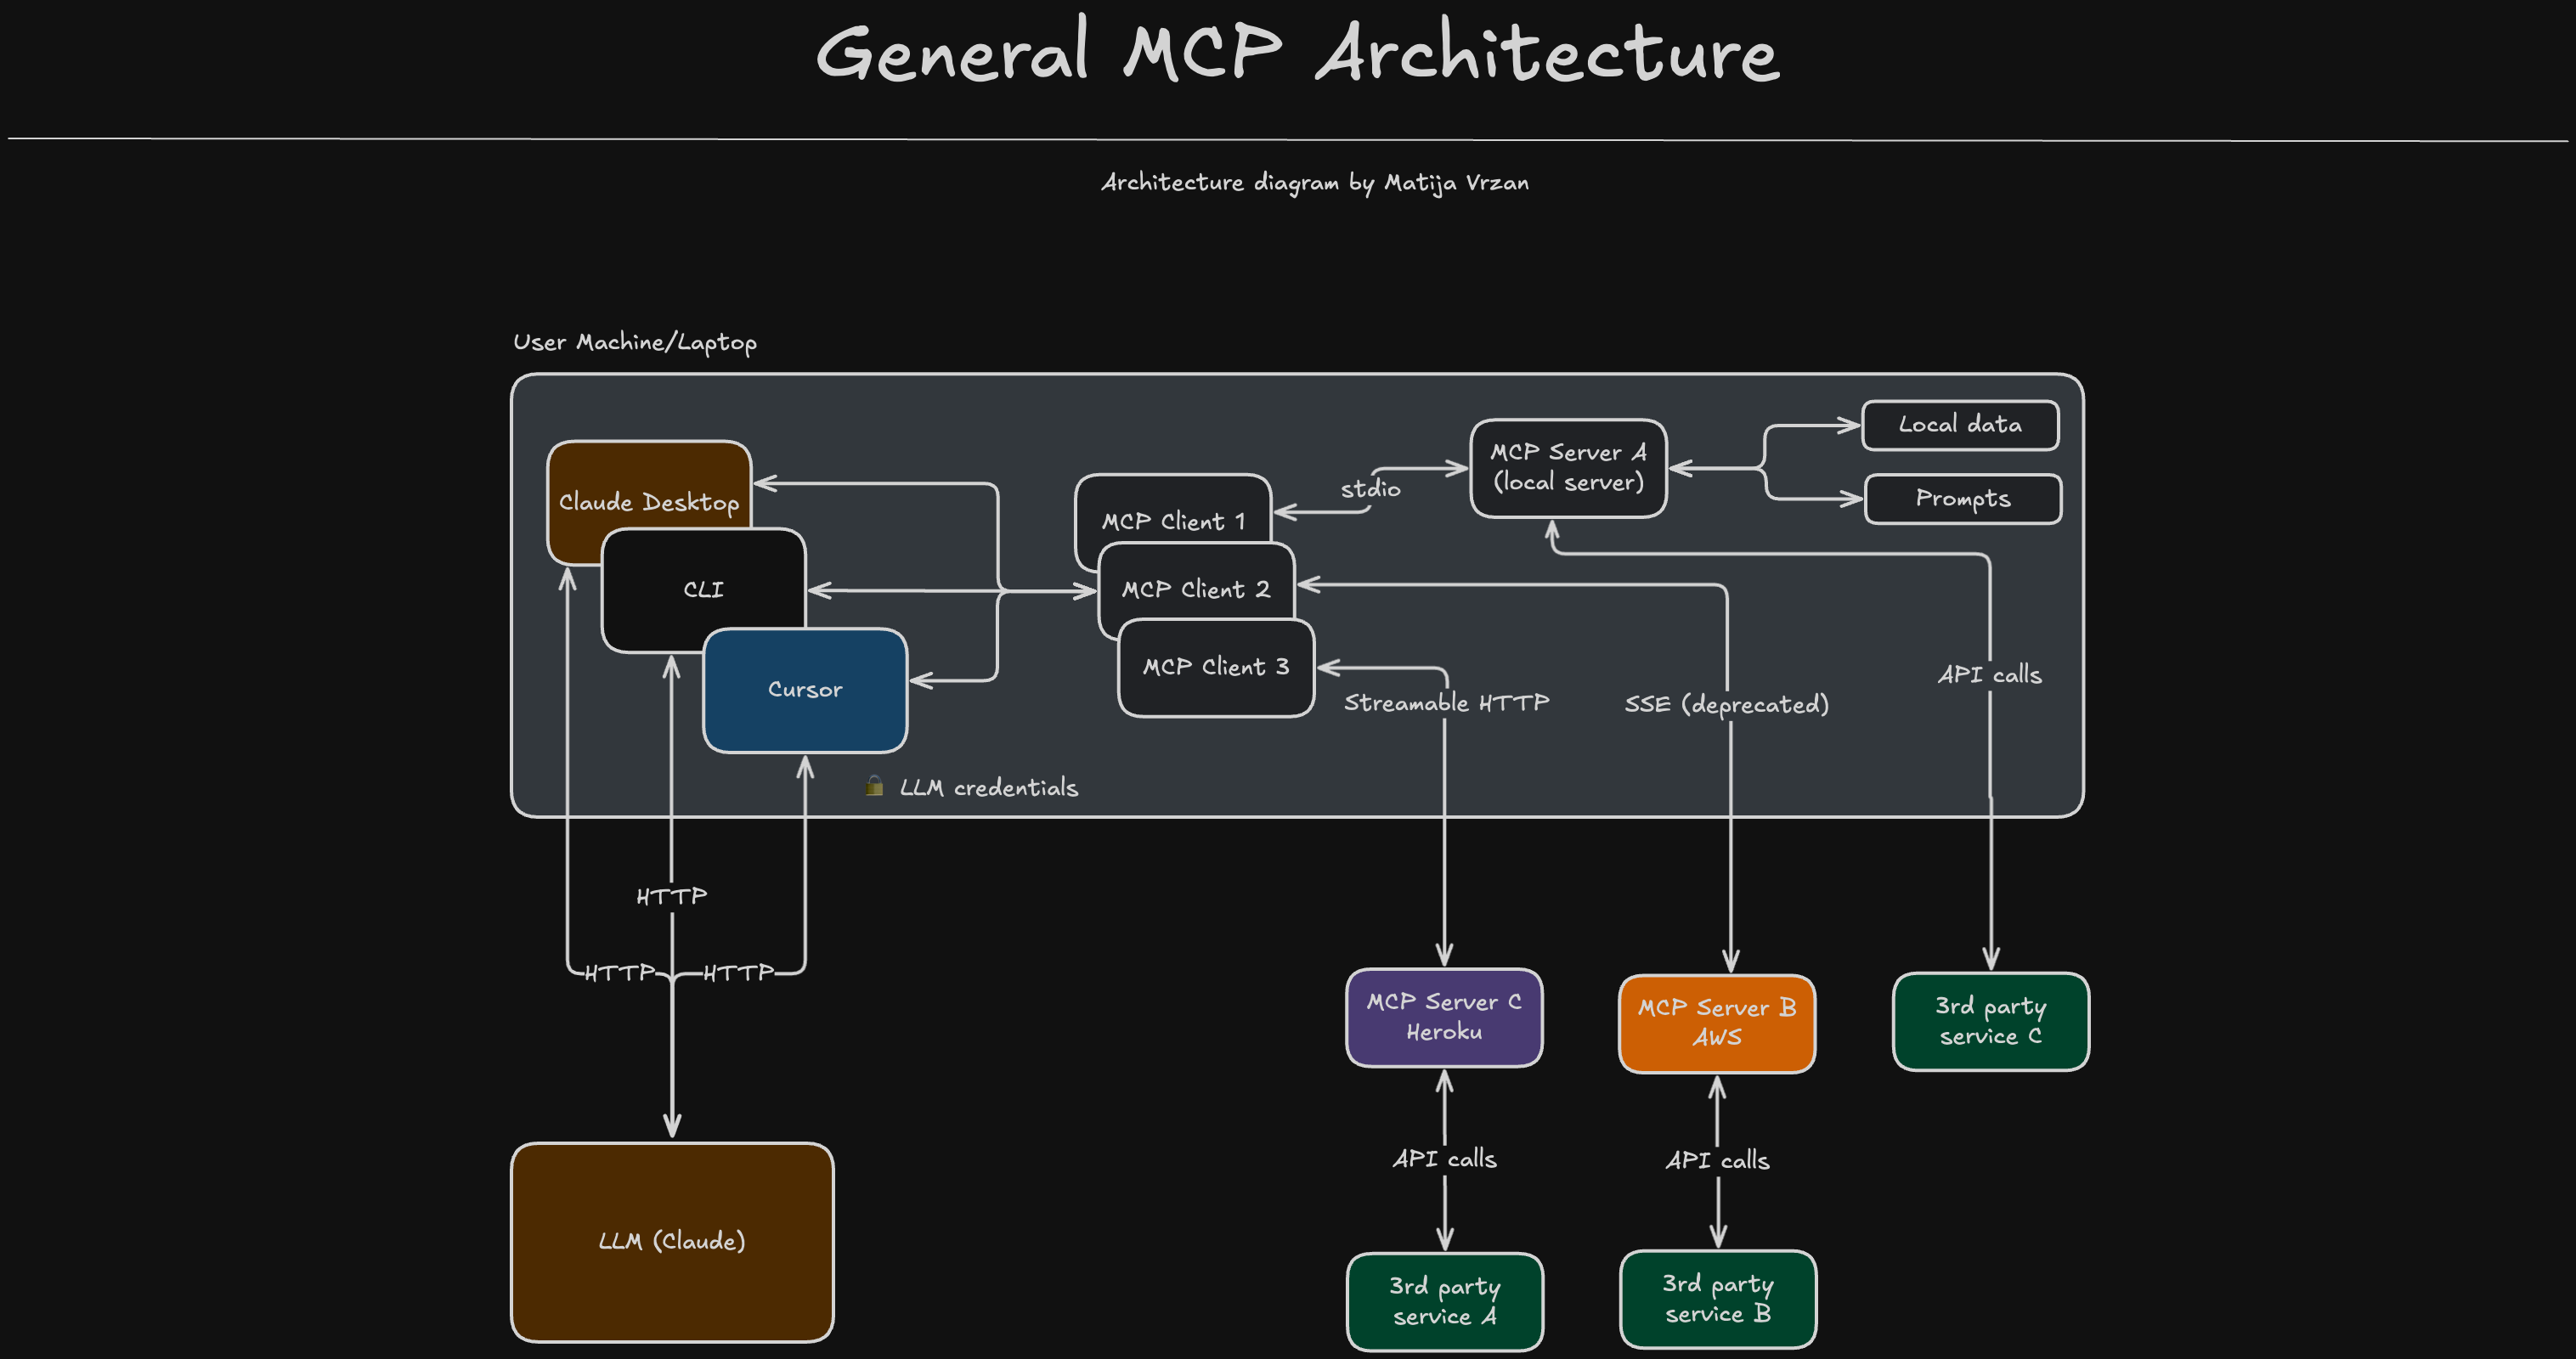 General MCP Architecture
Architecture diagram by Matija Vrzan
User Machine/Laptop
Claude Desktop
CLI
Cursor
LLM credentials
MCP Client 1
MCP Client 2
MCP Client 3
stdio
MCP Server A
(local server)
Local data
Prompts
Streamable HTTP
SSE (deprecated)
API calls
HTTP
HTTP
HTTP
LLM (Claude)
MCP Server C
Heroku
MCP Server B
AWS
3rd party
service C
API calls
API calls
3rd party
service A
3rd party
service B